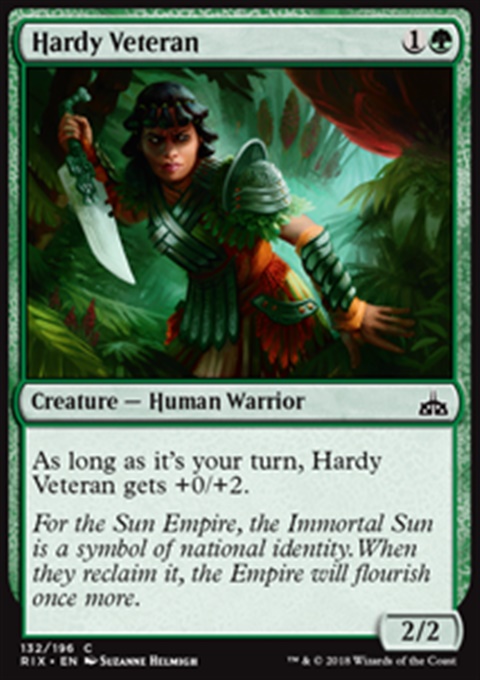 Hardy Veteran 1
Creature — Human Warrior
As long as it's your turn, Hardy
Veteran gets +0/+2.
For the Sun Empire, the Immortal Sun
is a symbol of national identity. When
they reclaim it, the Empire will flourish
once more.
2/2
132/196 C
RIX • EN Suzanne Helmigh
™ & © 2018 Wizards of the Coast